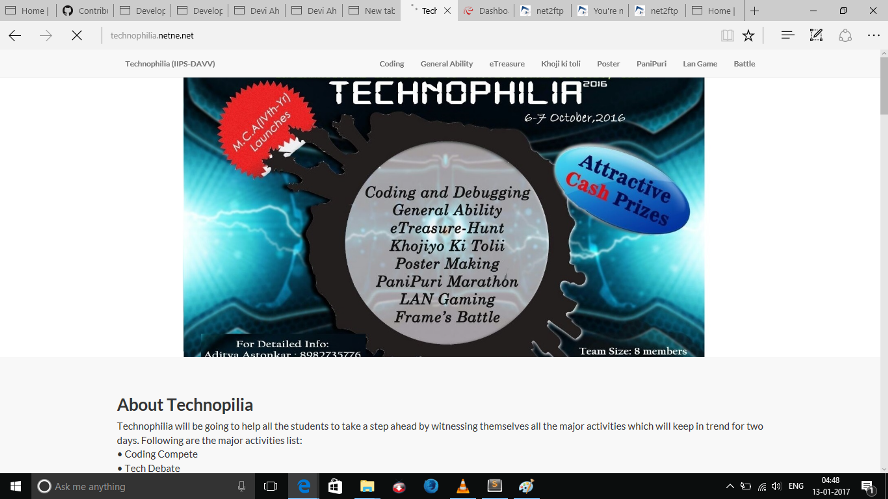 Home |
Contrib
Develop
Develop
Devi Ah
Devi Ah
New tab
Tech
Dashbo
net2ftp
You're n
net2ftp
Home |
technophilia.netne.net
Technophilia (IIPS-DAVV)
Coding
General Ability
eTreasure
Khoji ki toli
Poster
PaniPuri
Lan Game
Battle
TECHNOPHILIA 2016
6-7 October,2016
M.C.A(IVth-Yr)
Launches
Attractive
Cash Prizes
Coding and Debugging
General Ability
eTreasure-Hunt
Khojiyo Ki Tolii
Poster Making
PaniPuri Marathon
LAN Gaming
Frame's Battle
For Detailed Info:
Aditya Astonkar : 8982735776
Team Size: 8 members
About Technopilia
Technophilia will be going to help all the students to take a step ahead by witnessing themselves all the major activities which will keep in trend for two
days. Following are the major activities list:
• Coding Compete
• Tech Debate
Ask me anything
ENG
04:48
13-01-2017